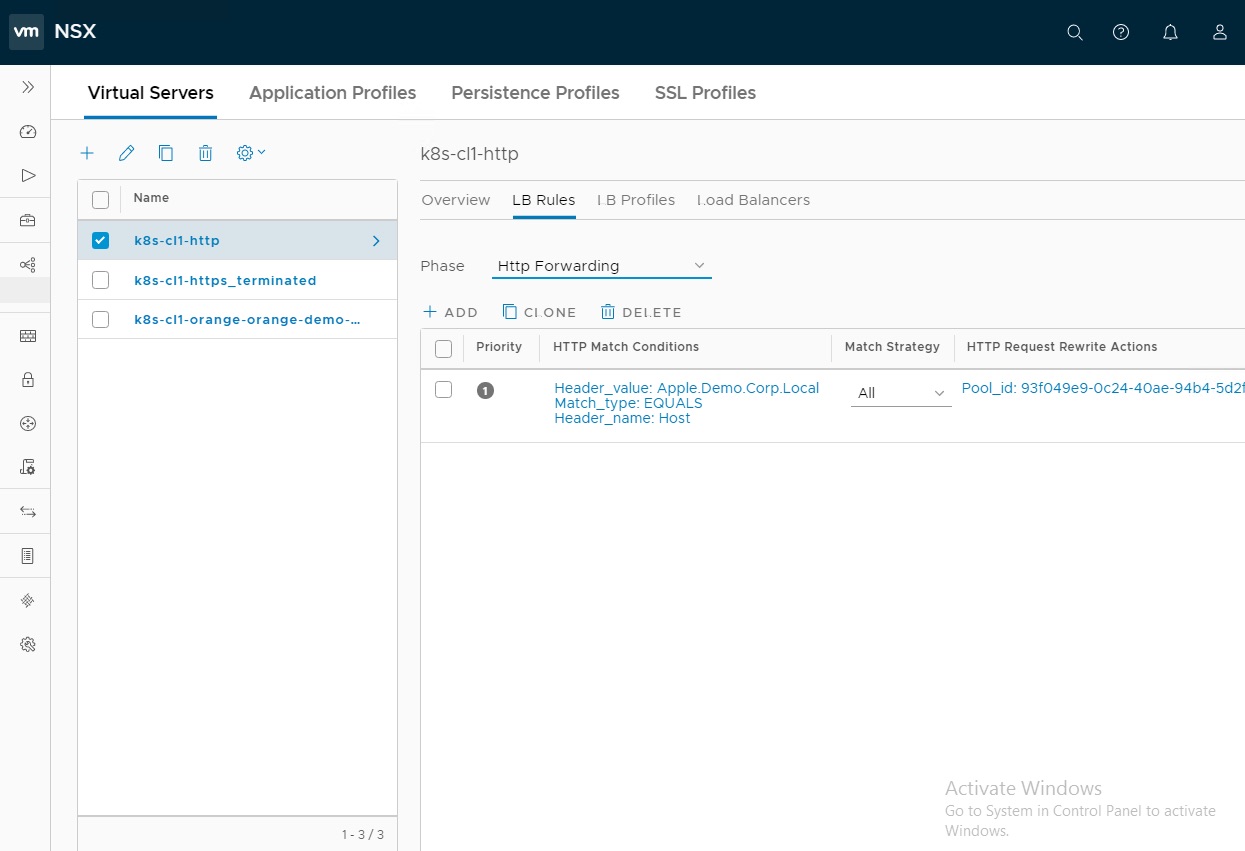 vm NSX
Virtual Servers Application Profiles Persistence Profiles SSL Profiles
k8s-cl1-http
Name
k8s-cl1-http
k8s-cl1-https_terminated
k8s-cl1-orange-orange-demo-...
1 - 3 / 3
Overview LB Rules LB Profiles Load Balancers
Phase Http Forwarding
ADD CLONE DELETE
Priority HTTP Match Conditions Match Strategy HTTP Request Rewrite Actions
1 Header_value: Apple.Demo.Corp.Local All Pool_id: 93f049e9-0c24-40ae-94b4-5d2f
Match_type: EQUALS
Header_name: Host
Activate Windows
Go to System in Control Panel to activate
Windows.